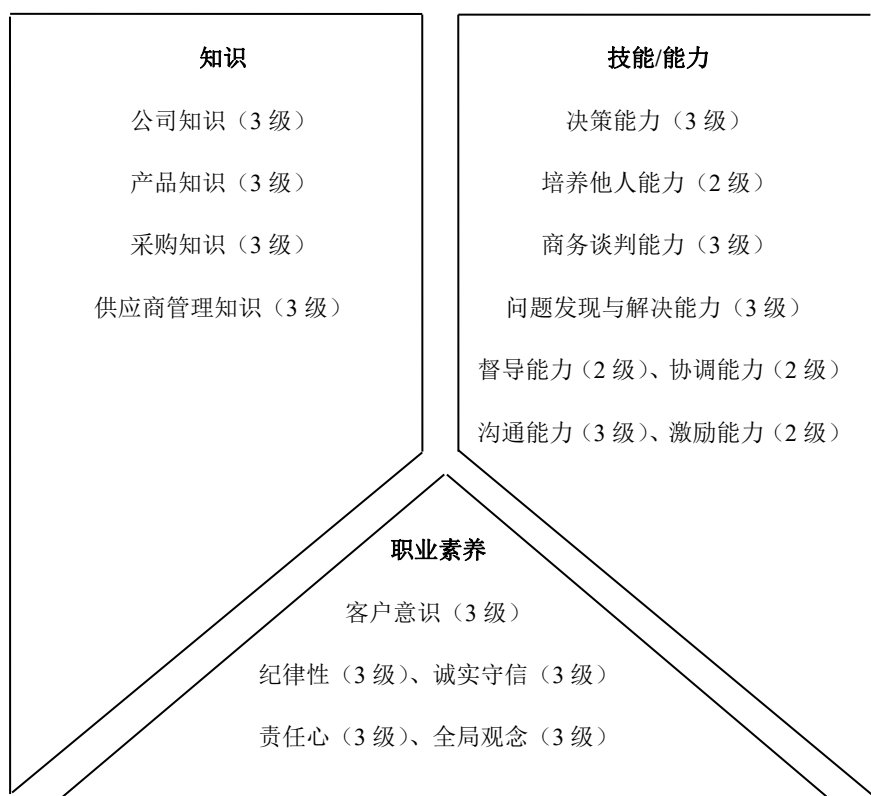 知识
公司知识（3 级）
产品知识（3 级）
采购知识（3 级）
供应商管理知识（3 级）
技能/能力
决策能力（3 级）
培养他人能力（2 级）
商务谈判能力（3 级）
问题发现与解决能力（3 级）
督导能力（2 级）、协调能力（2 级）
沟通能力（3 级）、激励能力（2 级）
职业素养
客户意识（3 级）
纪律性（3 级）、诚实守信（3 级）
责任心（3 级）、全局观念（3 级）